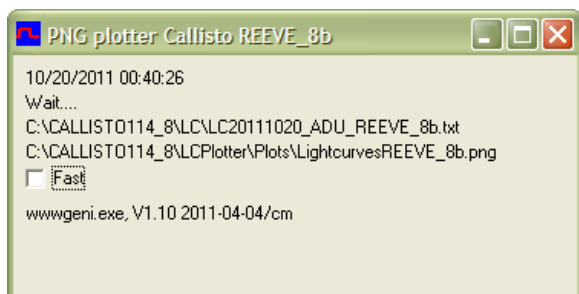 PNG plotter Callisto REEVE_8b
10/20/2011 00:40:26
Wait....
C:\CALLISTO114_8\LC\LC20111020_ADU_REEVE_8b.txt
C:\CALLISTO114_8\LCPlotter\Plots\LightcurvesREEVE_8b.png
Fast
wwwgeni.exe, V1.10 2011-04-04/cm